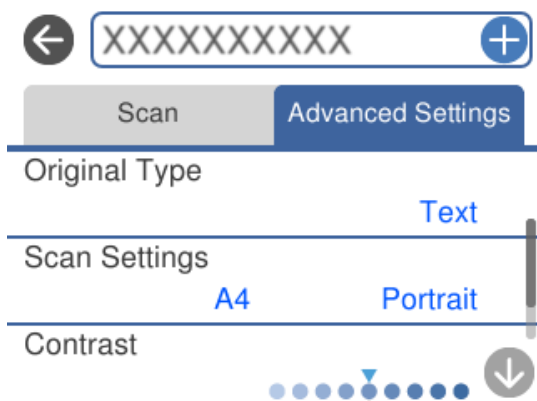 XXXXXXXXXX
Scan Advanced Settings
Original Type
Text
Scan Settings
A4 Portrait
Contrast